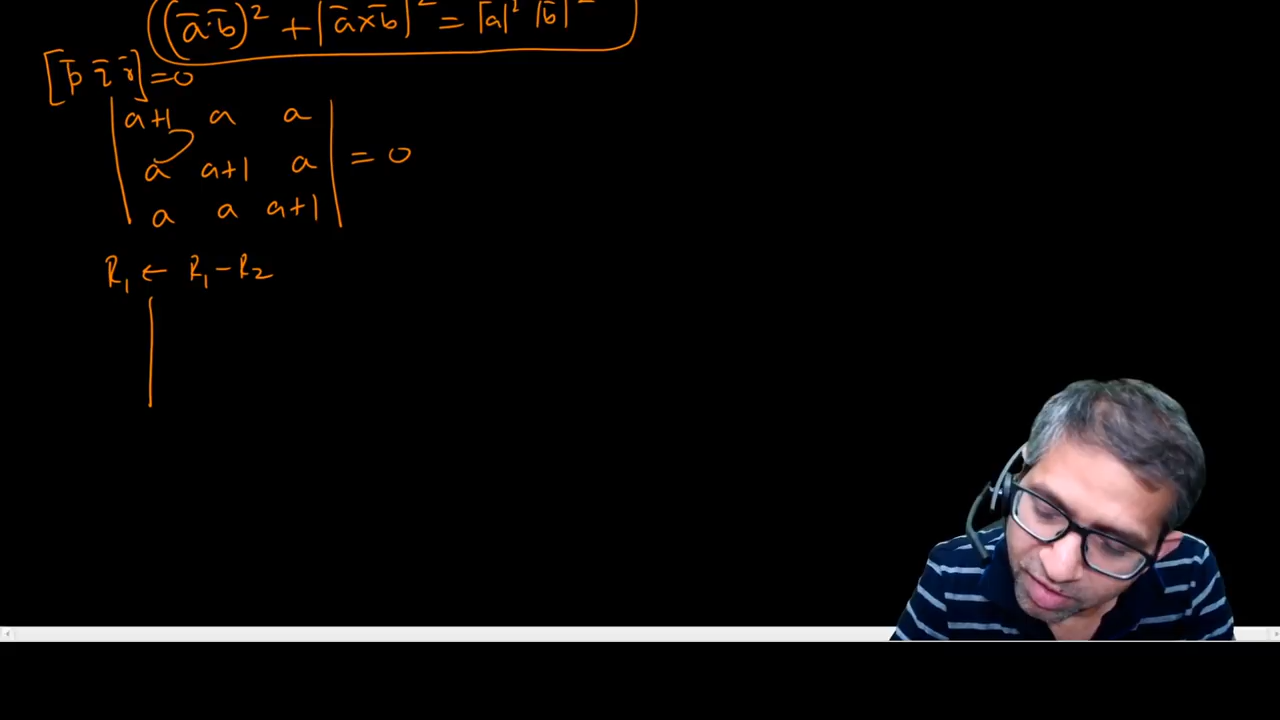 (a̅·b̅)² + |a̅×b̅|² = |a̅|² |b̅|²
[p̅ q̅ r̅] = 0
| a+1 a a |
| a a+1 a | = 0
| a a a+1 |
R₁ ← R₁ − R₂